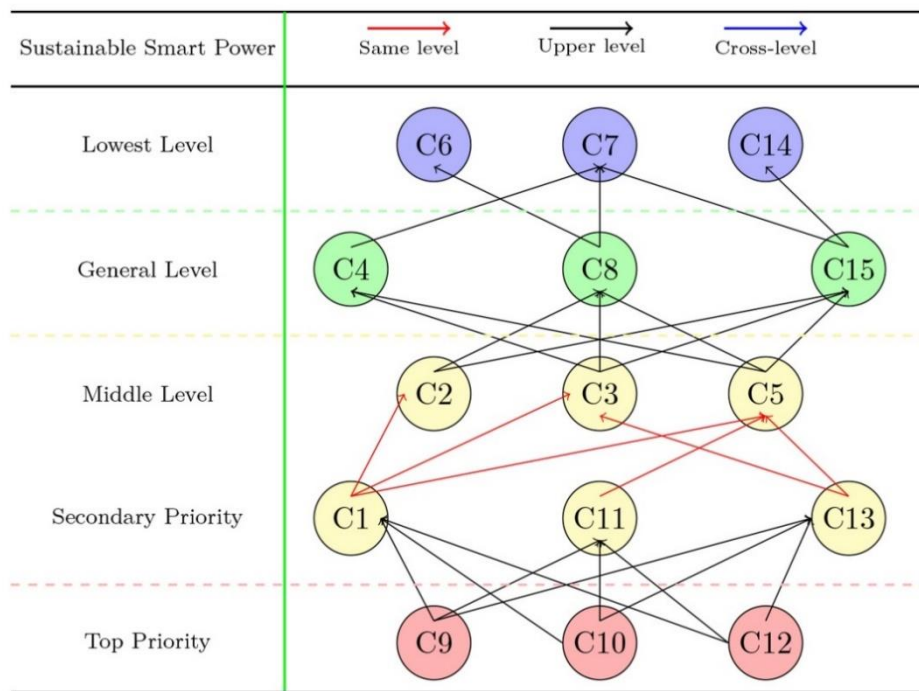 Sustainable Smart Power
Same level
Upper level
Cross-level
Lowest Level
C6
C7
C14
General Level
C4
C8
C15
Middle Level
C2
C3
C5
Secondary Priority
C1
C11
C13
Top Priority
C9
C10
C12